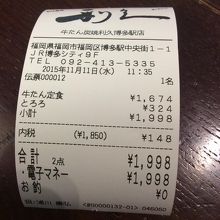 利久
牛たん炭焼利久博多駅店
福岡県福岡市博多区博多駅中央街1-1
JR博多シティ9F
TEL 092-413-5335
2015年11月11日(水) 11:35
伝票000012 1名
牛たん定食 ¥1,674
とろろ ¥324
小計 ¥1,998
内税 (¥1,850) ¥148
合計 2点 ¥1,998
・電子マネー ¥1,998
お釣 ¥0
000132-01 046050